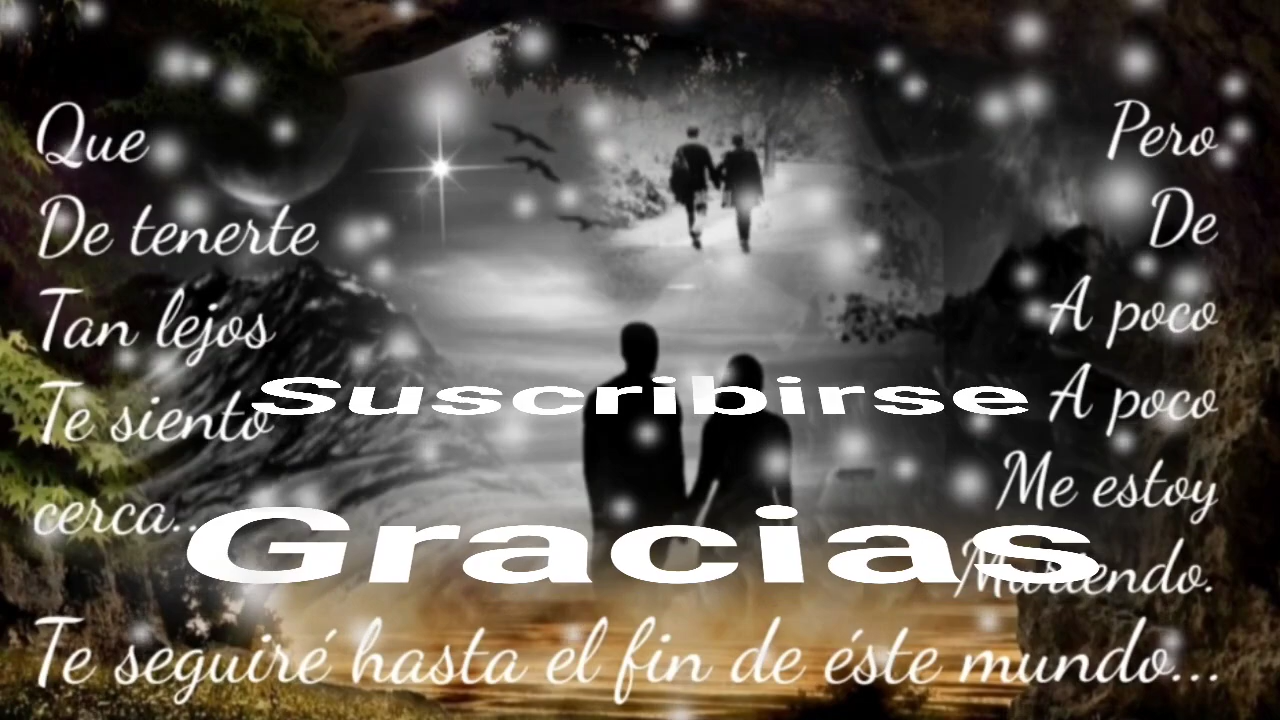 Que
De tenerte
Tan lejos
Te siento
cerca..
Pero
De
A poco
A poco
Me estoy
Muriendo.
Suscribirse
Gracias
Te seguiré hasta el fin de éste mundo...